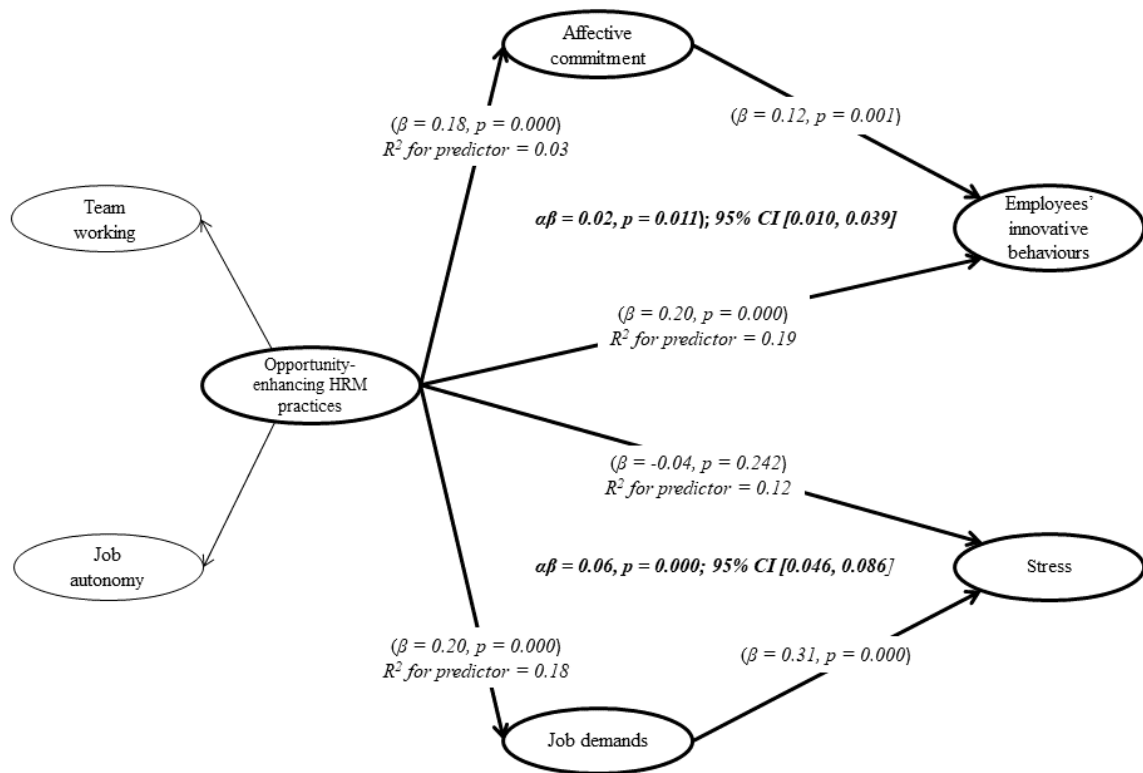 Affective
commitment
(β = 0.18, p = 0.000)
R² for predictor = 0.03
(β = 0.12, p = 0.001)
Team
working
αβ = 0.02, p = 0.011); 95% CI [0.010, 0.039]
Employees’
innovative
behaviours
(β = 0.20, p = 0.000)
R² for predictor = 0.19
Opportunity-
enhancing HRM
practices
(β = -0.04, p = 0.242)
R² for predictor = 0.12
Job
autonomy
αβ = 0.06, p = 0.000; 95% CI [0.046, 0.086]
Stress
(β = 0.20, p = 0.000)
R² for predictor = 0.18
(β = 0.31, p = 0.000)
Job demands